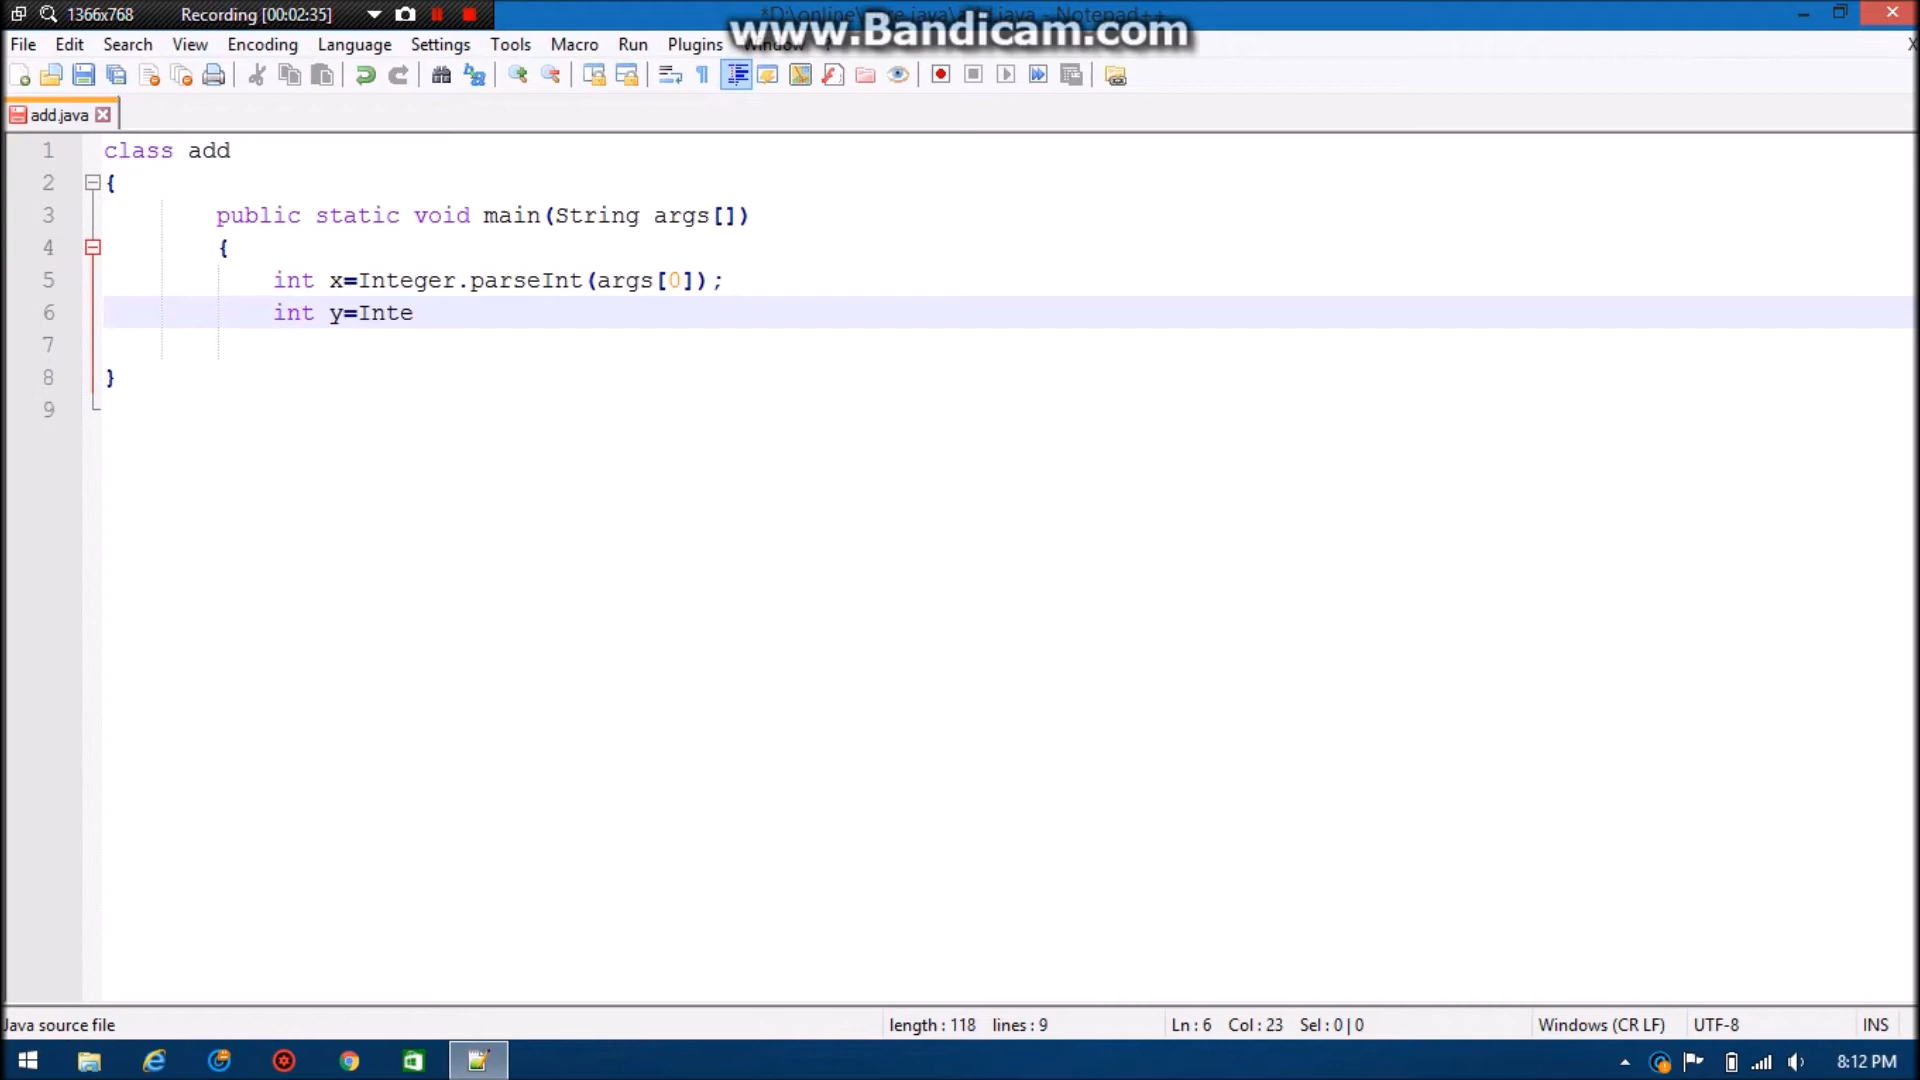 1366x768 Recording [00:02:35]
www.Bandicam.com
File Edit Search View Encoding Language Settings Tools Macro Run Plugins Window
add.java
1 class add
2 {
3 public static void main(String args[])
4 {
5 int x=Integer.parseInt(args[0]);
6 int y=Inte
7
8 }
9
Java source file length : 118 lines : 9 Ln : 6 Col : 23 Sel : 0 | 0 Windows (CR LF) UTF-8 INS
8:12 PM